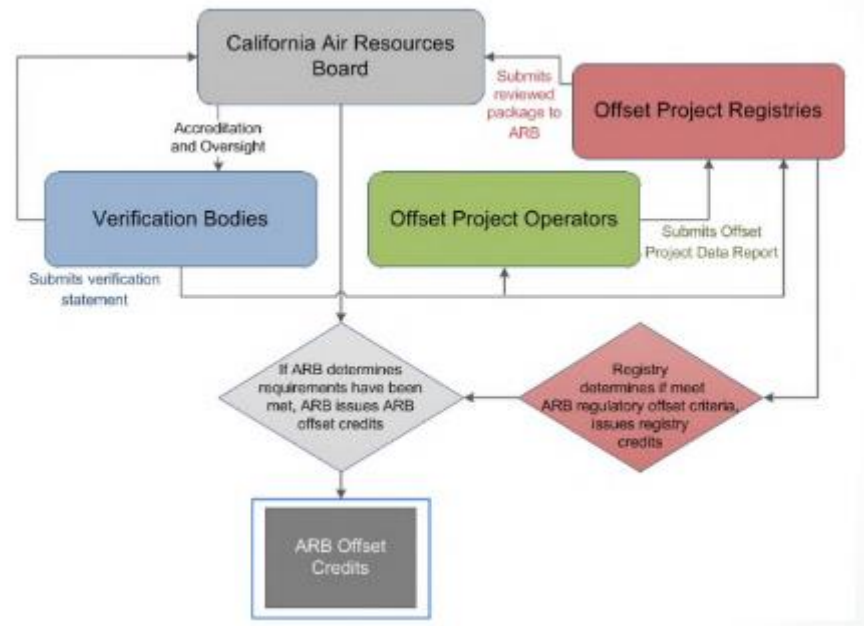 California Air Resources
Board
Submits
reviewed
package to
ARB
Offset Project Registries
Accreditation
and Oversight
Verification Bodies
Offset Project Operators
Submits Offset
Project Data Report
Submits verification
statement
If ARB determines
requirements have been
met, ARB issues ARB
offset credits
Registry
determines if meet
ARB regulatory offset criteria,
issues registry
credits
ARB Offset
Credits